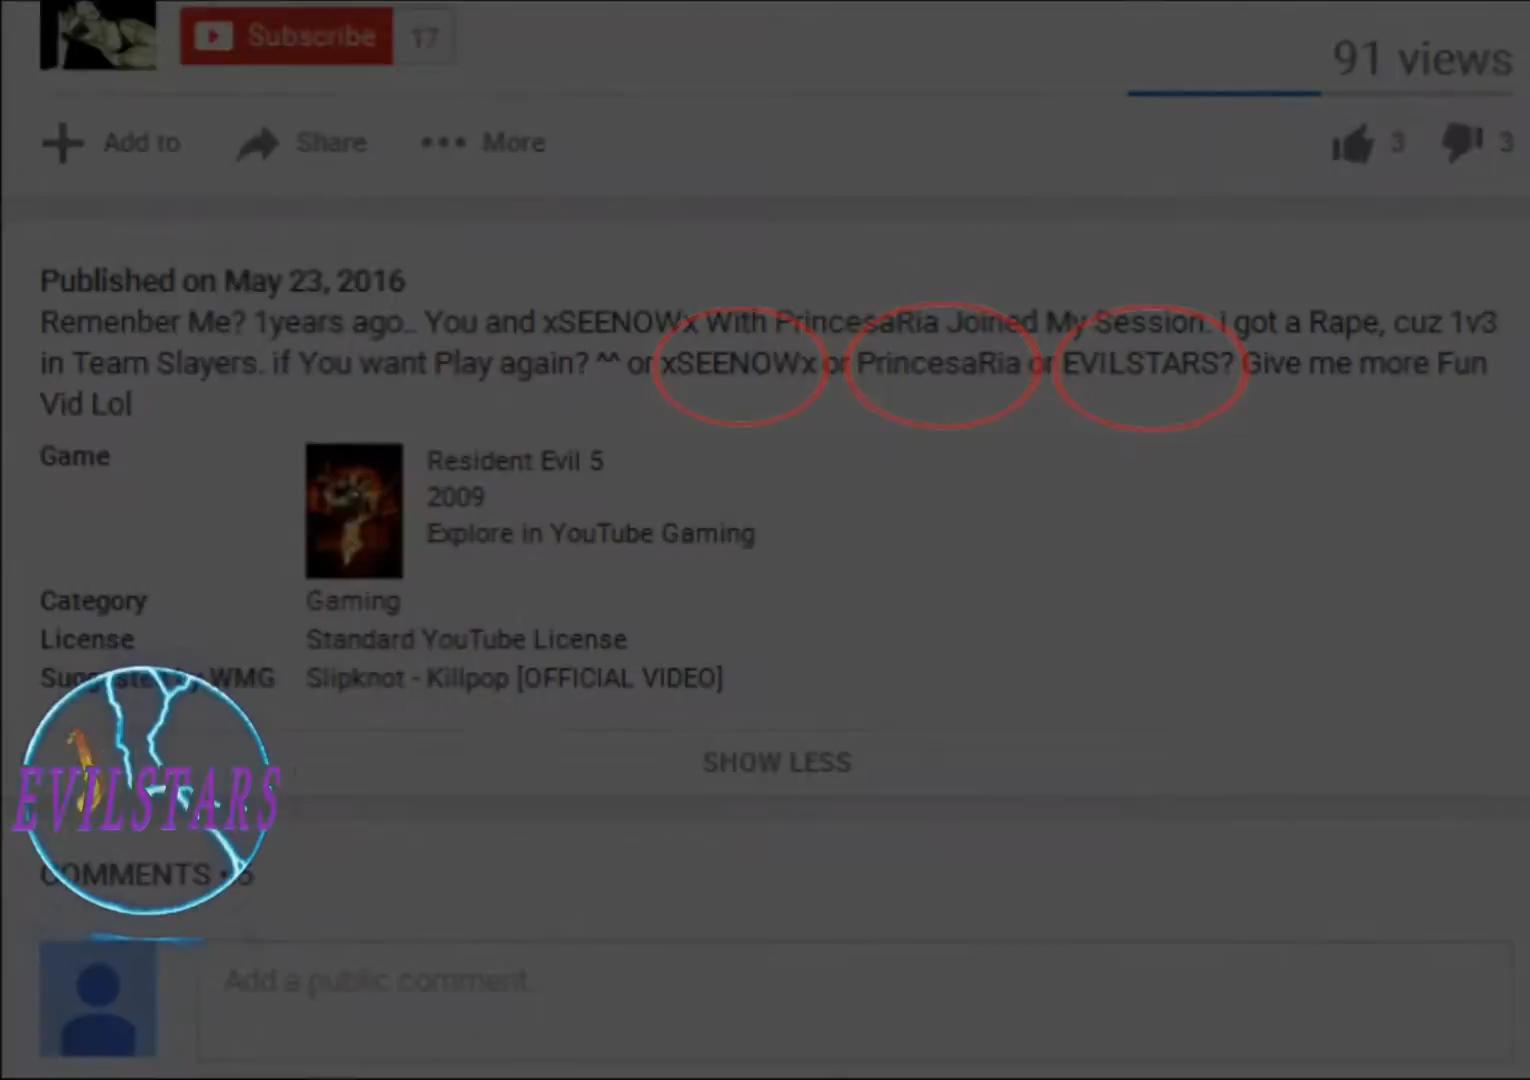 Subscribe 17
91 views
Add to Share More 3 3
Published on May 23, 2016
Remenber Me? 1years ago.. You and xSEENOWx With PrincesaRia Joined My Session. i got a Rape, cuz 1v3
in Team Slayers. if You want Play again? ^^ or xSEENOWx or PrincesaRia or EVILSTARS? Give me more Fun
Vid Lol
Game Resident Evil 5
2009
Explore in YouTube Gaming
Category Gaming
License Standard YouTube License
Suggested by WMG Slipknot - Killpop [OFFICIAL VIDEO]
SHOW LESS
EVILSTARS
COMMENTS • 6
Add a public comment...